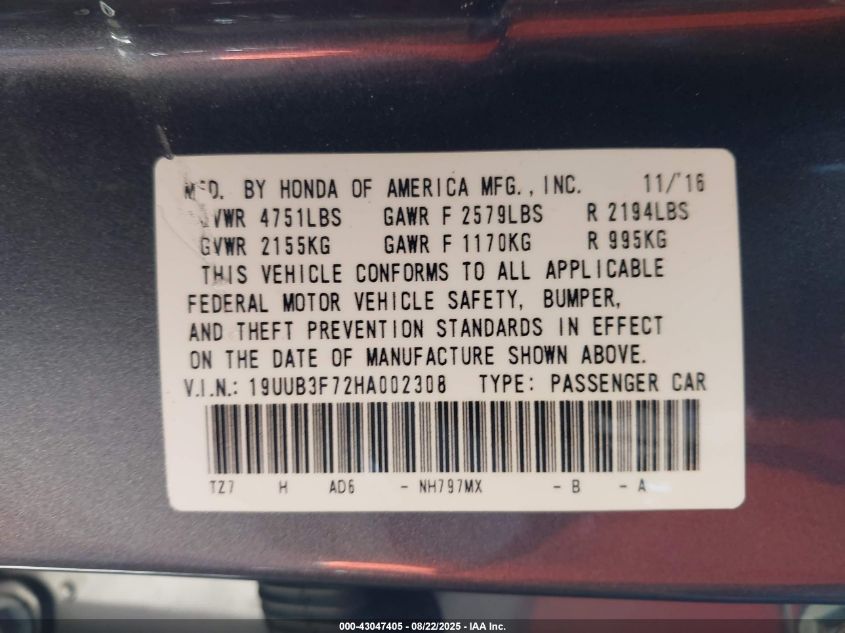 MFD. BY HONDA OF AMERICA MFG., INC. 11/'16
GVWR 4751LBS GAWR F 2579LBS R 2194LBS
GVWR 2155KG GAWR F 1170KG R 995KG
THIS VEHICLE CONFORMS TO ALL APPLICABLE
FEDERAL MOTOR VEHICLE SAFETY, BUMPER,
AND THEFT PREVENTION STANDARDS IN EFFECT
ON THE DATE OF MANUFACTURE SHOWN ABOVE.
V.I.N.: 19UUB3F72HA002308 TYPE: PASSENGER CAR
TZ7 H AD6 - NH797MX - B - A
000-43047405 - 08/22/2025 - IAA Inc.